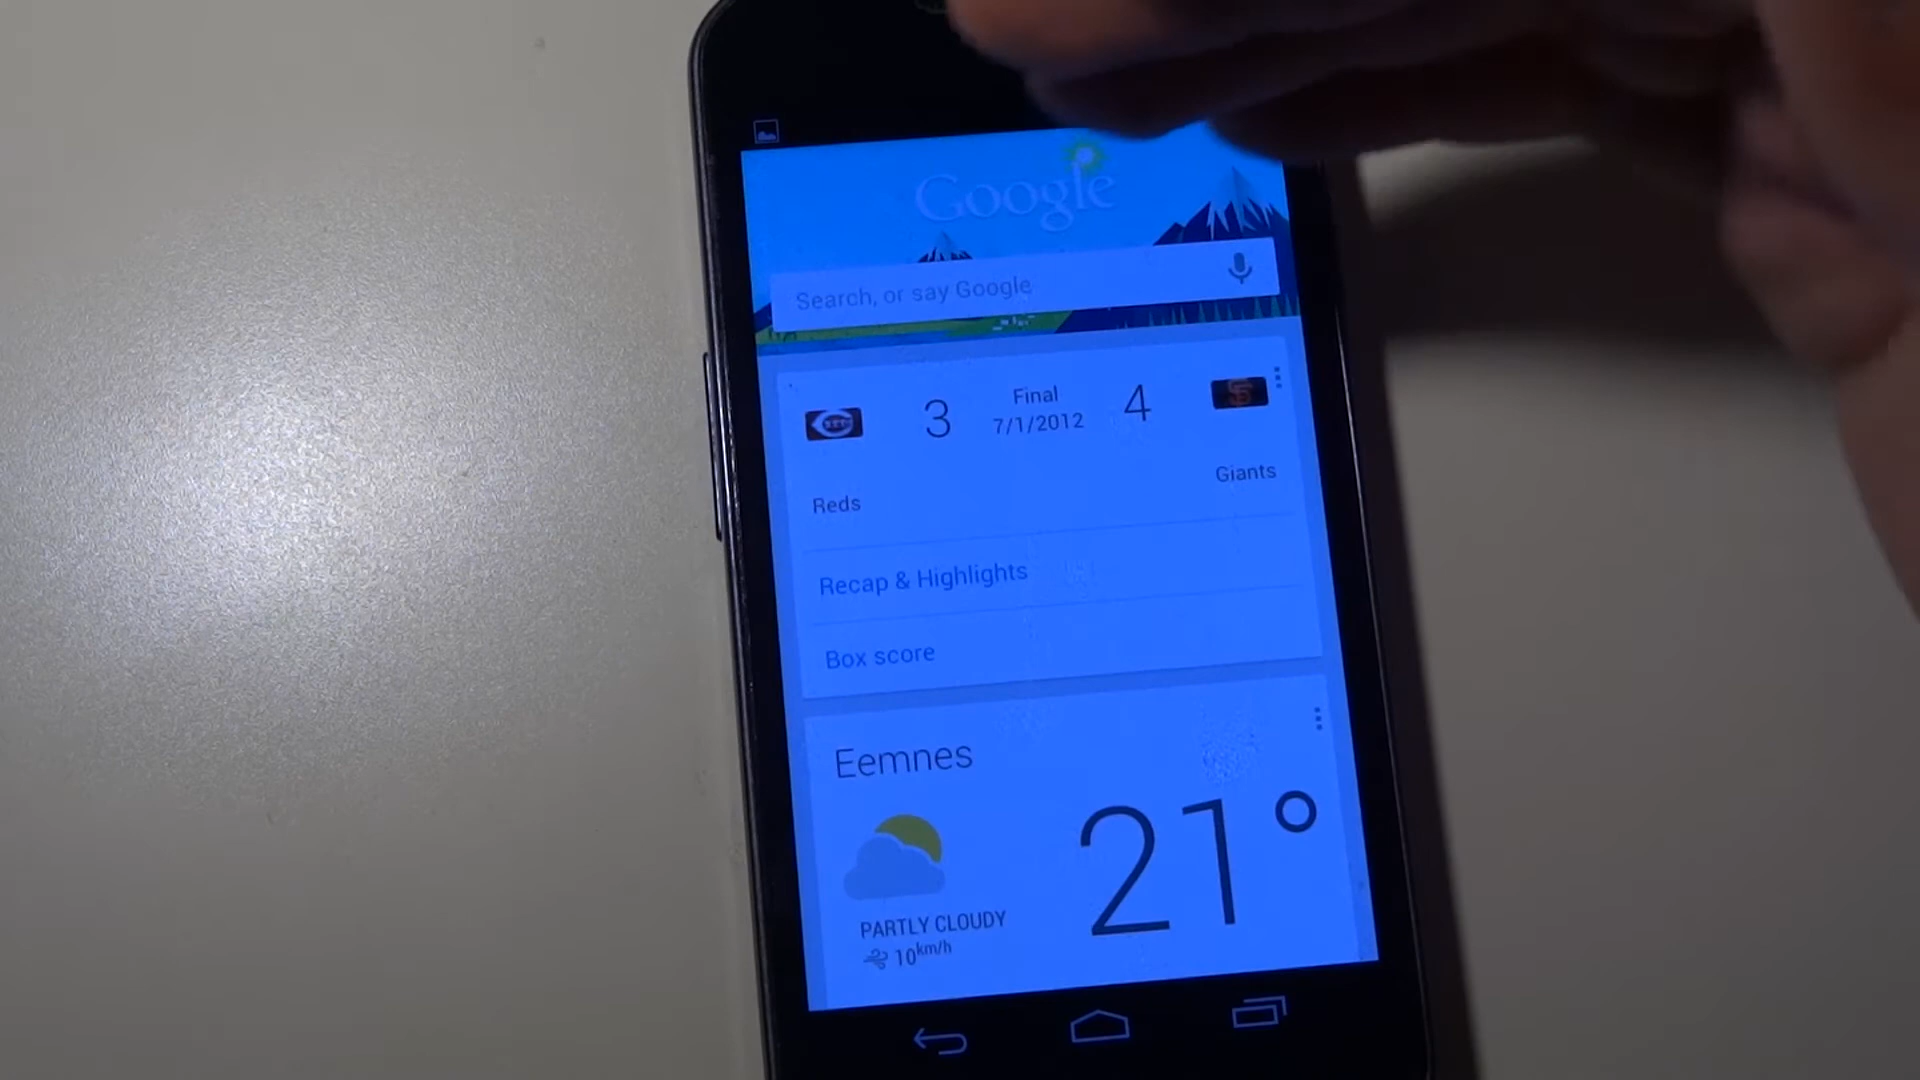 Google
Search, or say Google
3 Final 4
7/1/2012
Giants
Reds
Recap & Highlights
Box score
Eemnes
21°
PARTLY CLOUDY
10km/h